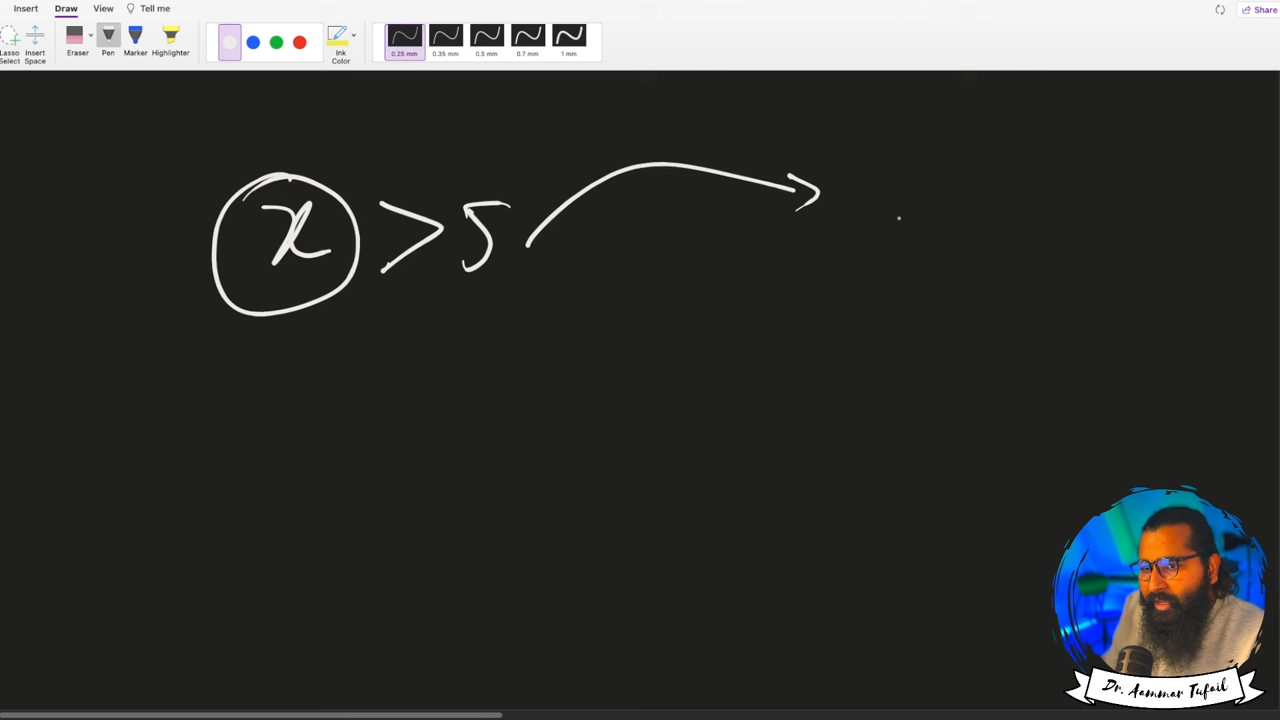 Insert Draw View Tell me
Share
Lasso Select
Insert Space
Eraser
Pen
Marker
Highlighter
Ink Color
0.25 mm
0.35 mm
0.5 mm
0.7 mm
1 mm
x > 5
Dr. Aammar Tufail